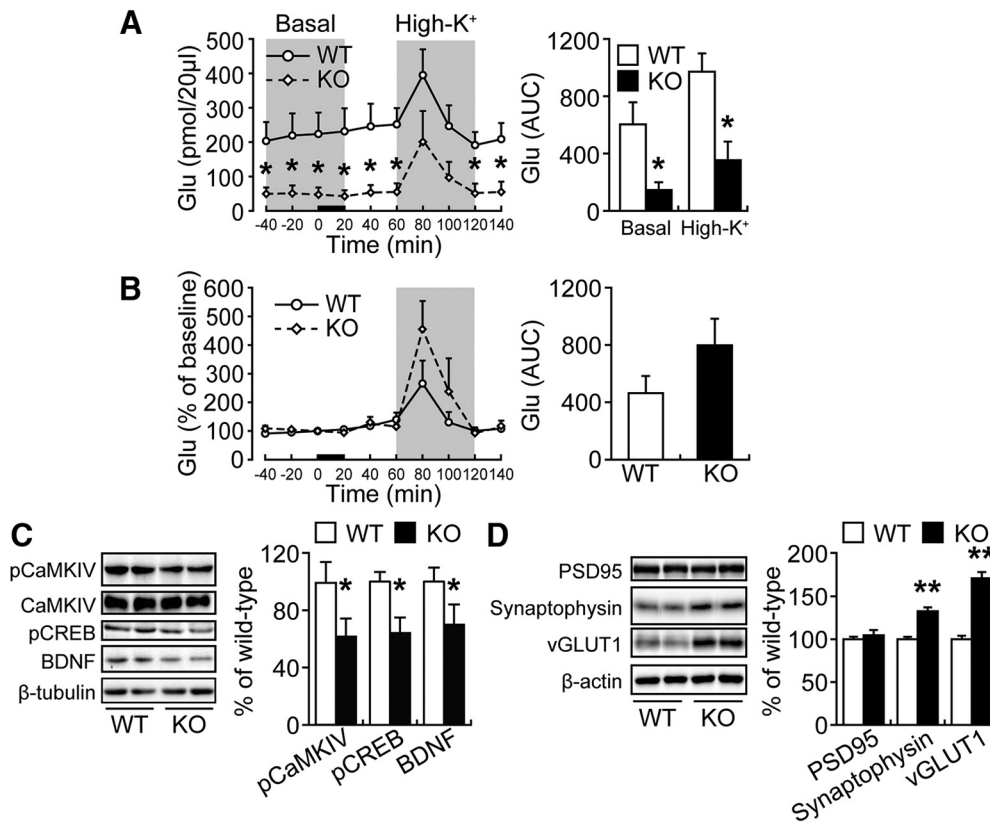 A
Basal
High-K⁺
Glu (pmol/20µl)
500
400
300
200
100
0
WT
KO
* * * * * * * *
-40 -20 0 20 40 60 80 100 120 140
Time (min)
Glu (AUC)
1200
800
400
0
WT
KO
*
*
Basal High-K⁺
B
Glu (% of baseline)
600
500
400
300
200
100
0
WT
KO
-40 -20 0 20 40 60 80 100 120 140
Time (min)
Glu (AUC)
1200
800
400
0
WT KO
C
pCaMKIV
CaMKIV
pCREB
BDNF
β-tubulin
WT KO
WT KO
% of wild-type
120
80
40
0
* * *
pCaMKIV
pCREB
BDNF
D
PSD95
Synaptophysin
vGLUT1
β-actin
WT KO
WT KO
% of wild-type
200
150
100
50
0
**
**
PSD95
Synaptophysin
vGLUT1